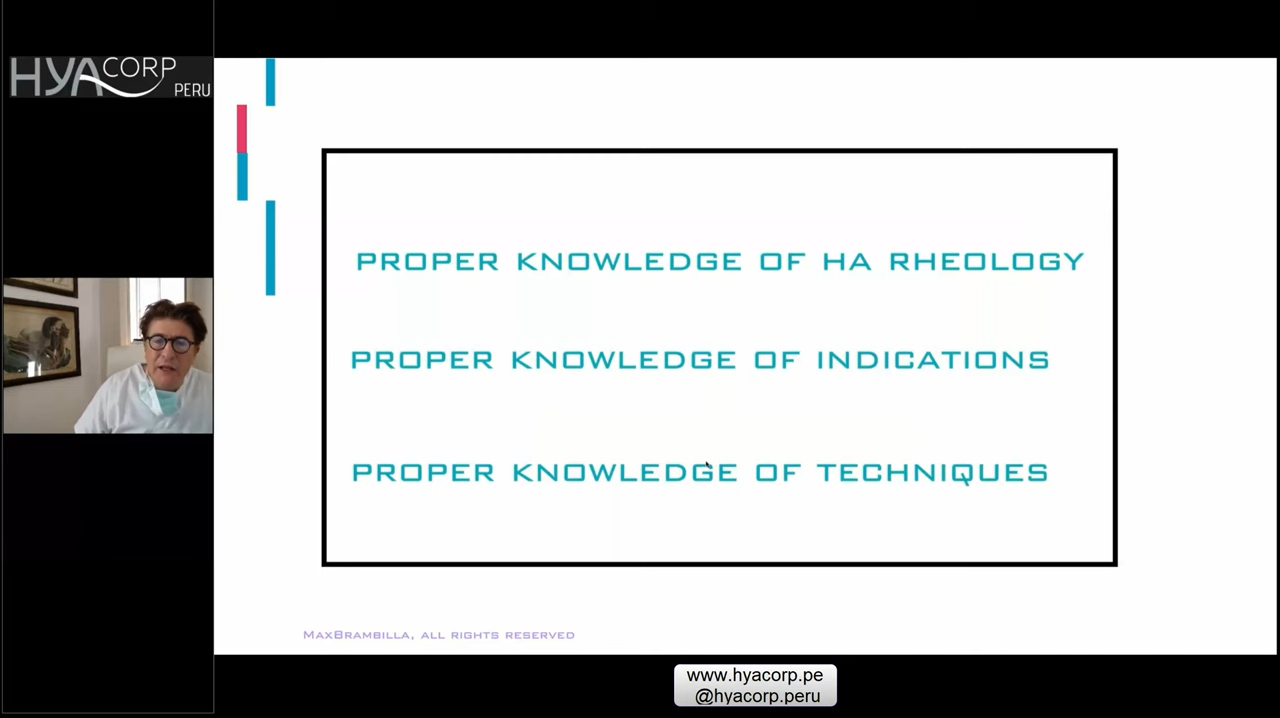 HYACORP
PERU
PROPER KNOWLEDGE OF HA RHEOLOGY
PROPER KNOWLEDGE OF INDICATIONS
PROPER KNOWLEDGE OF TECHNIQUES
MAXBRAMBILLA, ALL RIGHTS RESERVED
www.hyacorp.pe
@hyacorp.peru